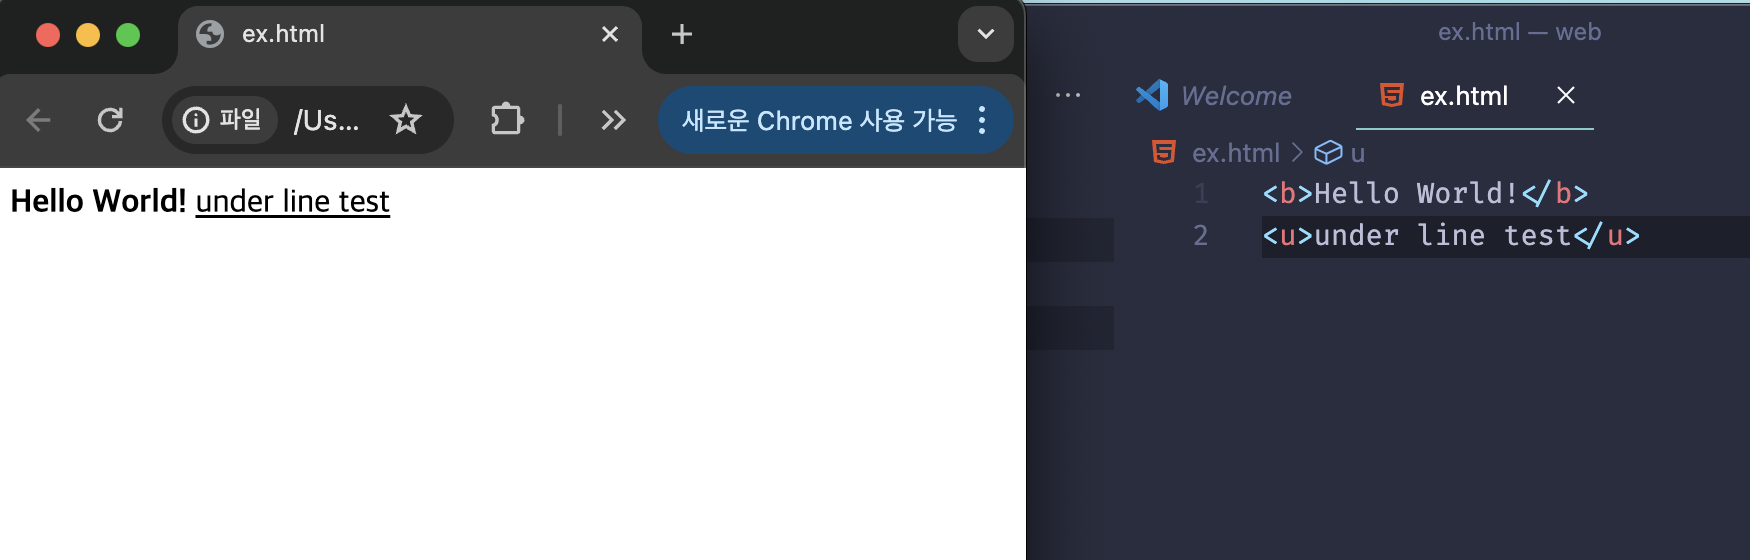 ex.html
파일 /Us...
새로운 Chrome 사용 가능
Hello World! under line test
ex.html — web
Welcome
ex.html
ex.html > u
1 <b>Hello World!</b>
2 <u>under line test</u>